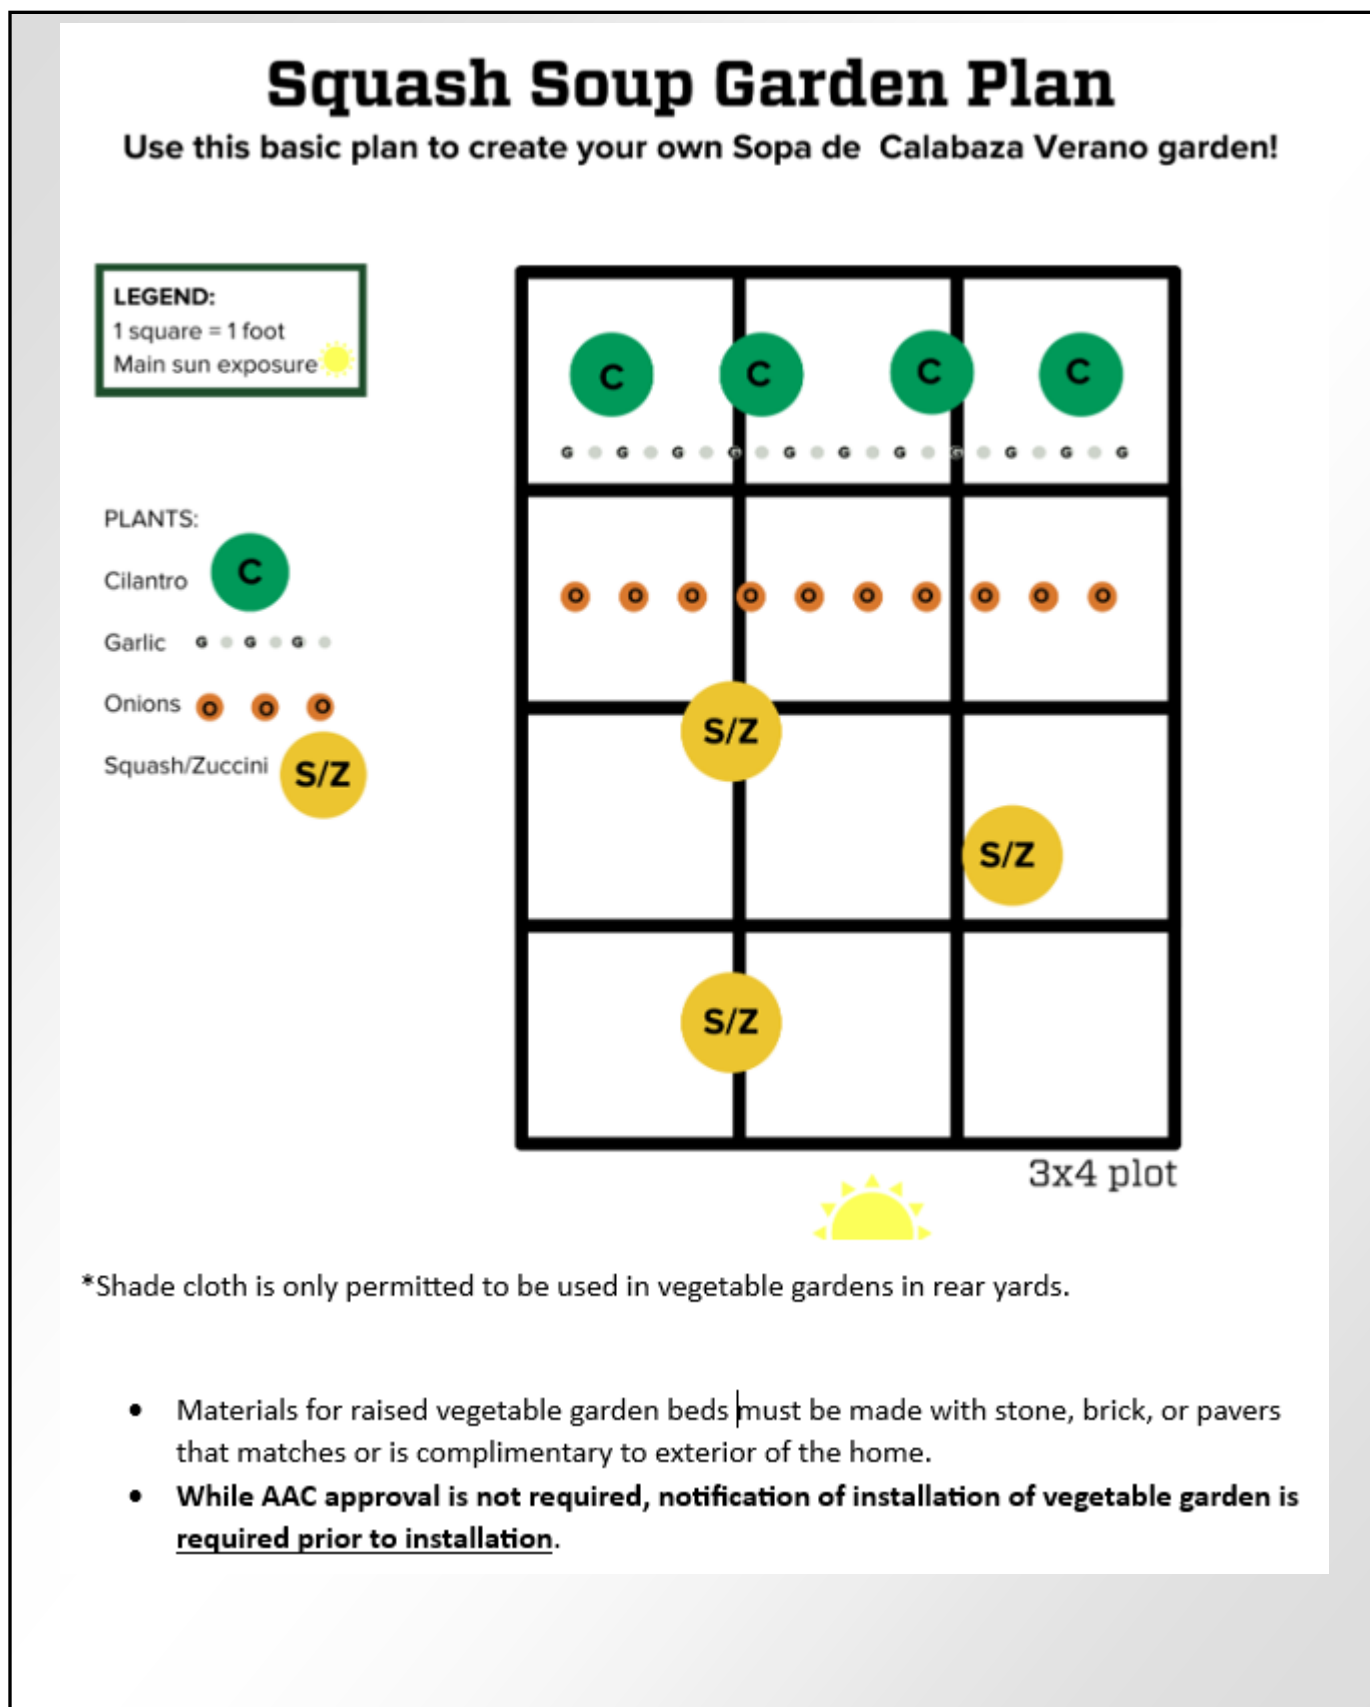 Squash Soup Garden Plan
Use this basic plan to create your own Sopa de Calabaza Verano garden!
LEGEND:
1 square = 1 foot
Main sun exposure
PLANTS:
Cilantro C
Garlic G G G
Onions O O O
Squash/Zuccini S/Z
C C C C
G G G G G G G G G G G
O O O O O O O O O O
S/Z
S/Z
S/Z
3x4 plot
*Shade cloth is only permitted to be used in vegetable gardens in rear yards.
• Materials for raised vegetable garden beds must be made with stone, brick, or pavers
that matches or is complimentary to exterior of the home.
• While AAC approval is not required, notification of installation of vegetable garden is
required prior to installation.